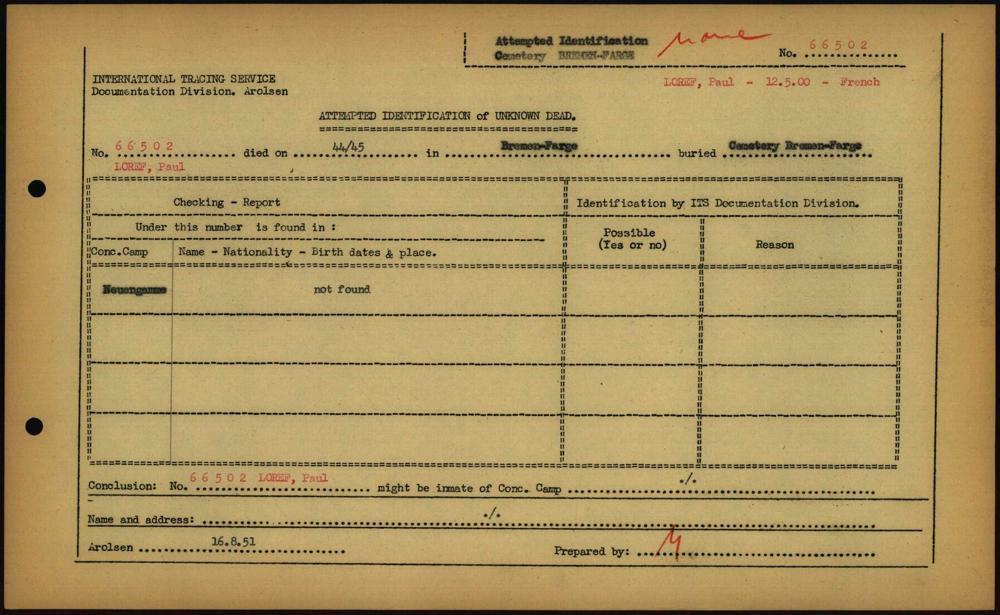 Attempted Identification
Cemetery BREMEN-FARGE
None
No. 66502
LOREF, Paul - 12.5.00 - French
INTERNATIONAL TRACING SERVICE
Documentation Division. Arolsen
ATTEMPTED IDENTIFICATION of UNKNOWN DEAD.
No. 66502 died on 44/45 in Bremen-Farge buried Cemetery Bremen-Farge
LOREF, Paul
Checking - Report
Identification by ITS Documentation Division.
Under this number is found in :
Possible
(Yes or no)
Reason
Conc.Camp Name - Nationality - Birth dates & place.
Neuengamme not found
Conclusion: No. 66502 LOREF, Paul might be inmate of Conc. Camp ./.
Name and address: ./.
Arolsen 16.8.51
Prepared by: